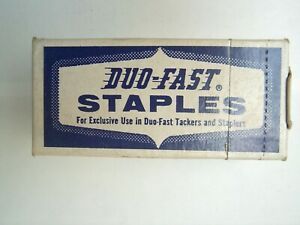 DUO-FAST®
STAPLES
For Exclusive Use in Duo-Fast Tackers and Staplers